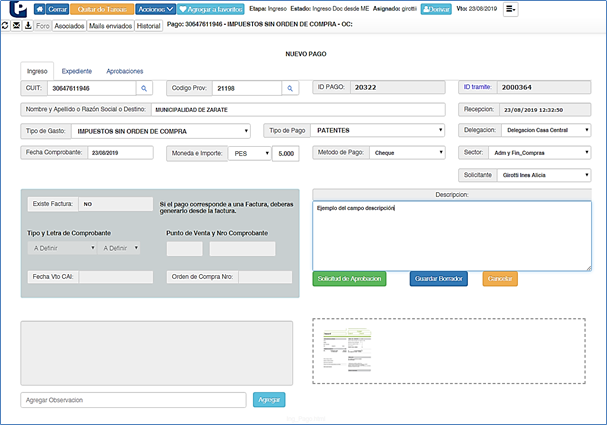 Cerrar Quitar de Tareas Acciones Agregar a favoritos Etapa: Ingreso Estado: Ingreso Doc desde ME Asignado: girotti Derivar Vto: 23/08/2019
Foro Asociados Mails enviados Historial Pago: 30647611946 - IMPUESTOS SIN ORDEN DE COMPRA - OC:
NUEVO PAGO
Ingreso Expediente Aprobaciones
CUIT: 30647611946 Codigo Prov: 21198 ID PAGO: 20322 ID tramite: 2000364
Nombre y Apellido o Razón Social o Destino: MUNICIPALIDAD DE ZARATE Recepcion: 23/08/2019 12:32:50
Tipo de Gasto: IMPUESTOS SIN ORDEN DE COMPRA Tipo de Pago PATENTES Delegacion: Delegacion Casa Central
Fecha Comprobante: 23/08/2019 Moneda e Importe: PES 5.000 Metodo de Pago: Cheque Sector: Adm y Fin_Compras
Solicitante Girotti Ines Alicia
Existe Factura: NO Si el pago corresponde a una Factura, deberas
generarlo desde la factura.
Descripcion:
Ejemplo del campo descripción
Tipo y Letra de Comprobante Punto de Venta y Nro Comprobante
A Definir A Definir
Fecha Vto CAI: Orden de Compra Nro:
Solicitud de Aprobacion Guardar Borrador Cancelar
Agregar Observacion Agregar